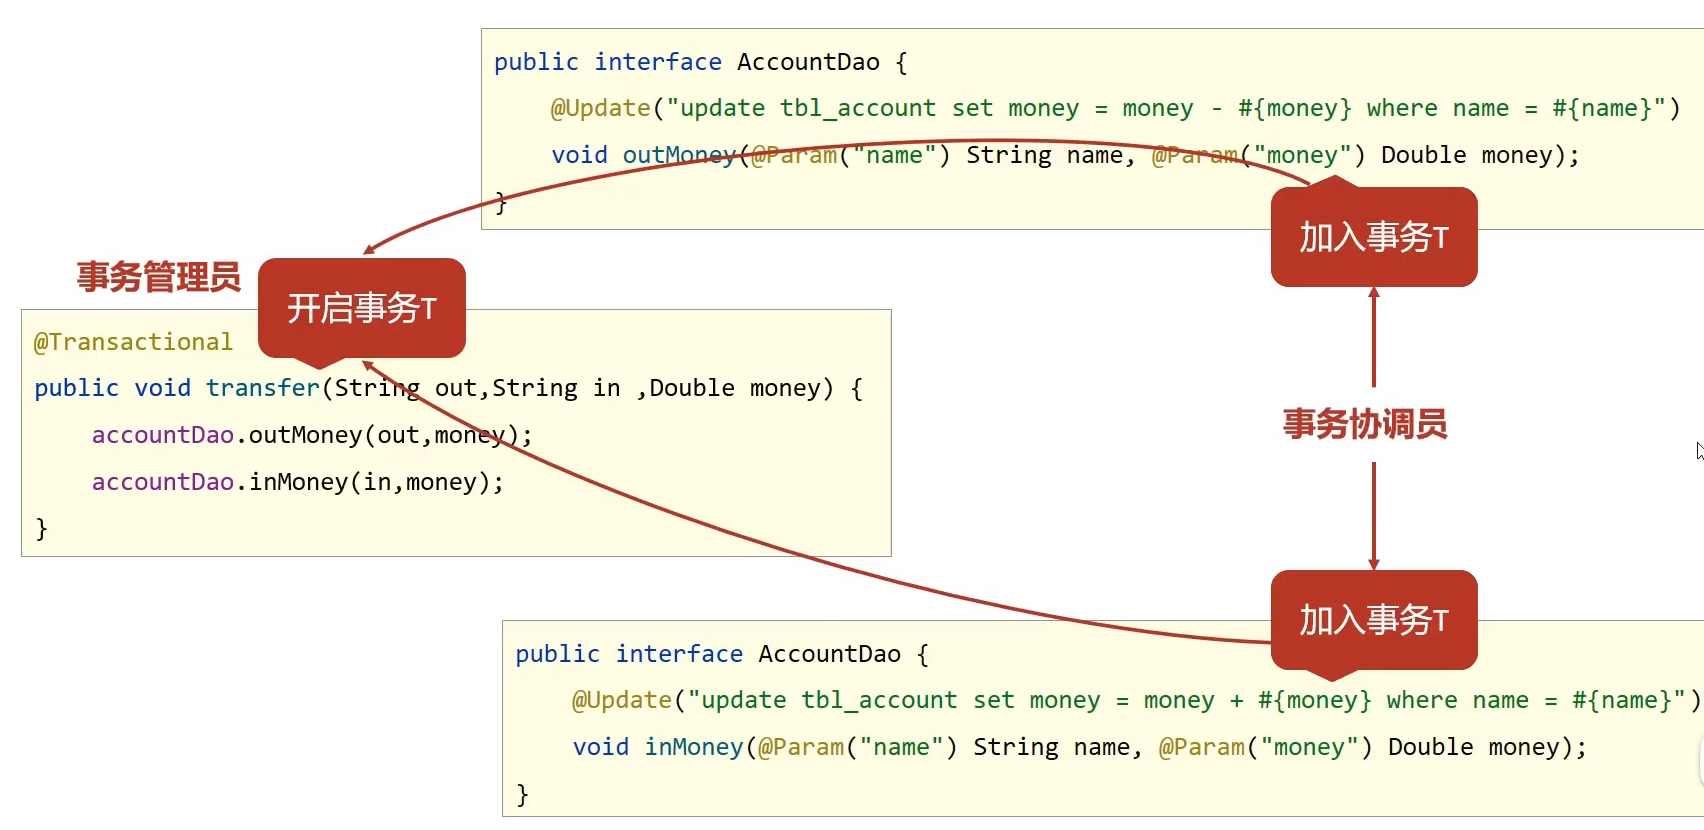 public interface AccountDao {
@Update("update tbl_account set money = money - #{money} where name = #{name}")
void outMoney(@Param("name") String name, @Param("money") Double money);
}
加入事务T
事务管理员
开启事务T
@Transactional
public void transfer(String out,String in ,Double money) {
accountDao.outMoney(out,money);
accountDao.inMoney(in,money);
}
事务协调员
加入事务T
public interface AccountDao {
@Update("update tbl_account set money = money + #{money} where name = #{name}")
void inMoney(@Param("name") String name, @Param("money") Double money);
}